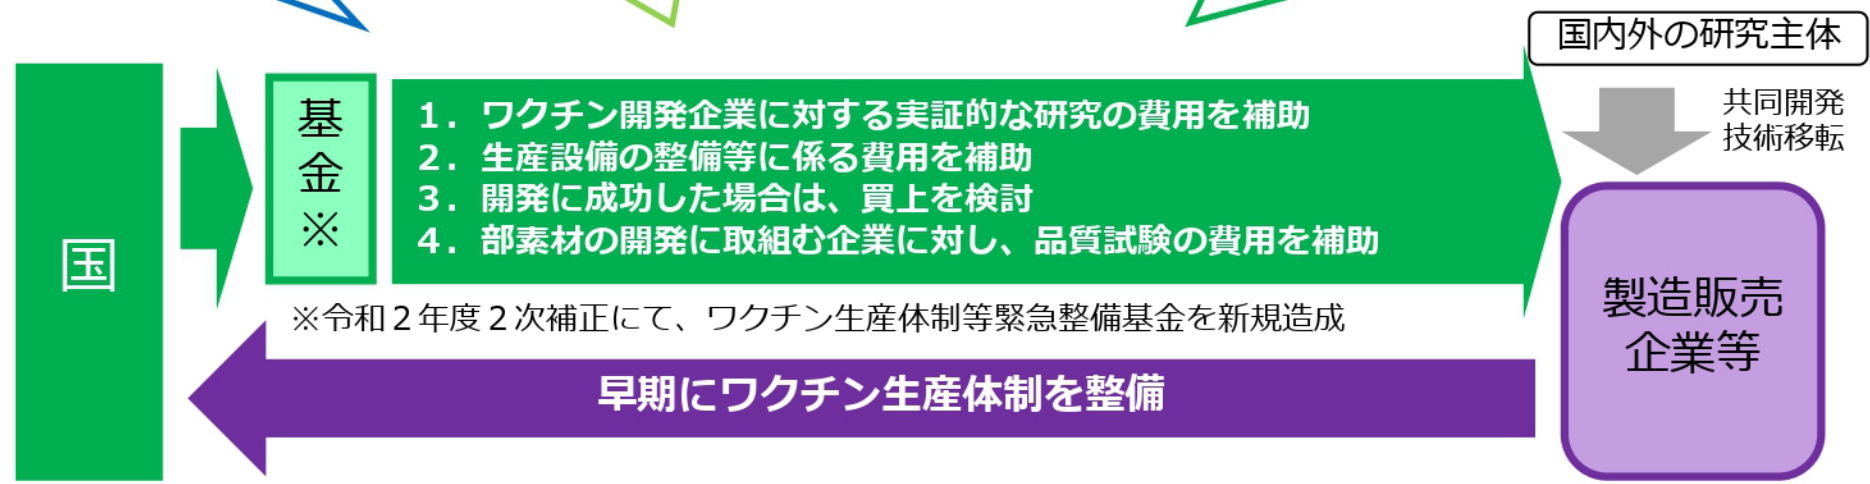 国内外の研究主体
共同開発
技術移転
国
基
金
※
１．ワクチン開発企業に対する実証的な研究の費用を補助
２．生産設備の整備等に係る費用を補助
３．開発に成功した場合は、買上を検討
４．部素材の開発に取組む企業に対し、品質試験の費用を補助
※令和２年度２次補正にて、ワクチン生産体制等緊急整備基金を新規造成
製造販売
企業等
早期にワクチン生産体制を整備